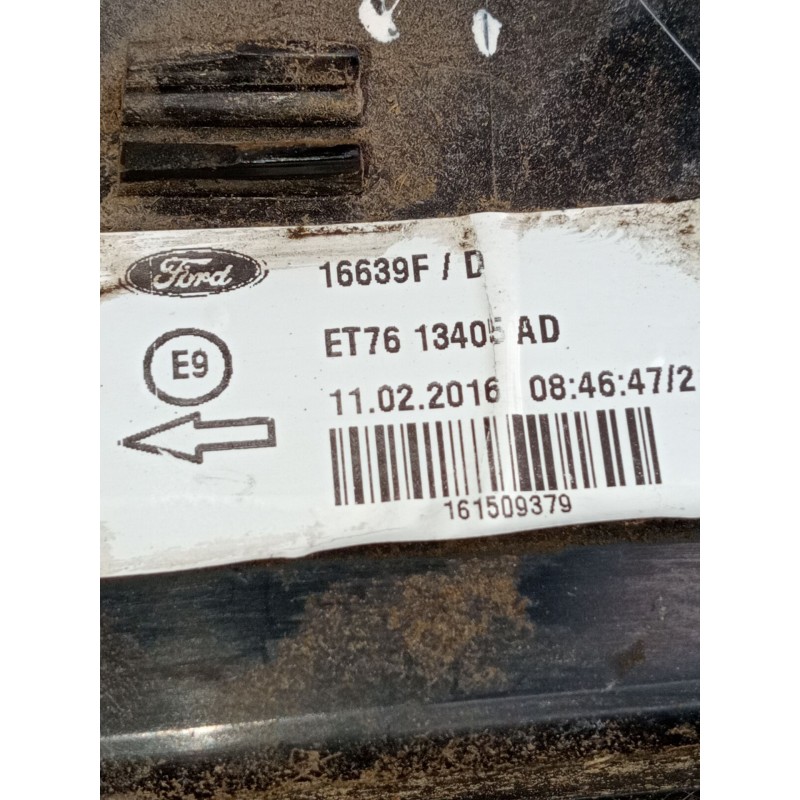 Ford
16639F / D
ET76 13405 AD
E9
11.02.2016 08:46:47/2
161509379